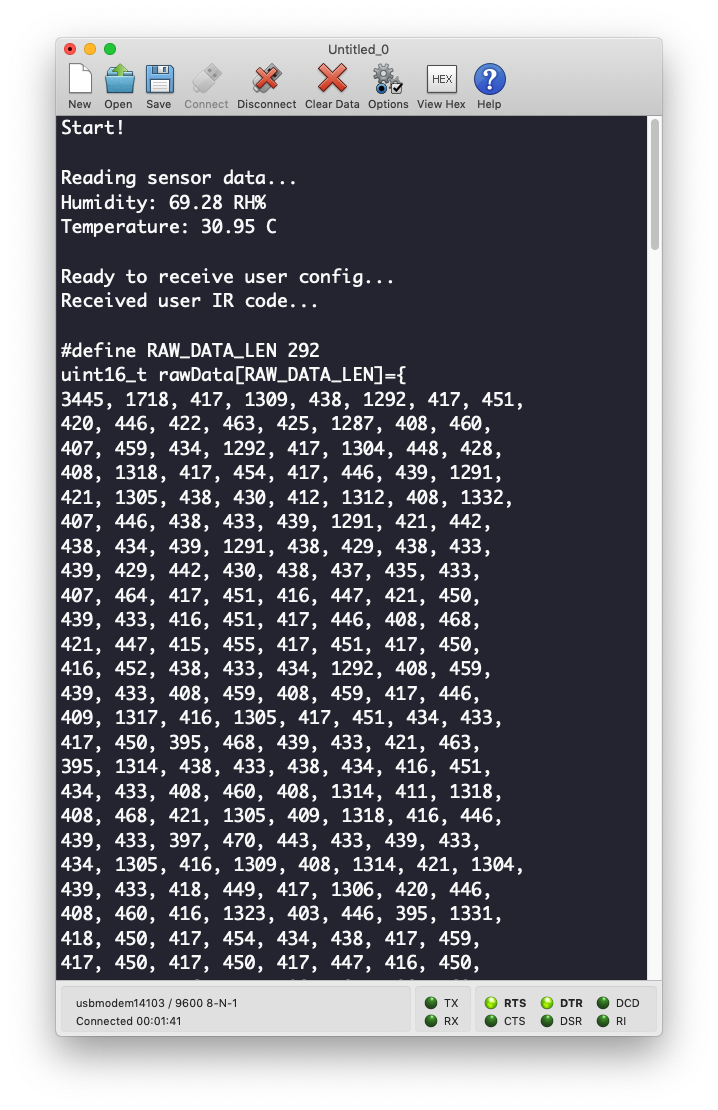 Untitled_0
New Open Save Connect Disconnect Clear Data Options HEX View Hex ? Help
Start!
Reading sensor data...
Humidity: 69.28 RH%
Temperature: 30.95 C
Ready to receive user config...
Received user IR code...
#define RAW_DATA_LEN 292
uint16_t rawData[RAW_DATA_LEN]={
3445, 1718, 417, 1309, 438, 1292, 417, 451,
420, 446, 422, 463, 425, 1287, 408, 460,
407, 459, 434, 1292, 417, 1304, 448, 428,
408, 1318, 417, 454, 417, 446, 439, 1291,
421, 1305, 438, 430, 412, 1312, 408, 1332,
407, 446, 438, 433, 439, 1291, 421, 442,
438, 434, 439, 1291, 438, 429, 438, 433,
439, 429, 442, 430, 438, 437, 435, 433,
407, 464, 417, 451, 416, 447, 421, 450,
439, 433, 416, 451, 417, 446, 408, 468,
421, 447, 415, 455, 417, 451, 417, 450,
416, 452, 438, 433, 434, 1292, 408, 459,
439, 433, 408, 459, 408, 459, 417, 446,
409, 1317, 416, 1305, 417, 451, 434, 433,
417, 450, 395, 468, 439, 433, 421, 463,
395, 1314, 438, 433, 438, 434, 416, 451,
434, 433, 408, 460, 408, 1314, 411, 1318,
408, 468, 421, 1305, 409, 1318, 416, 446,
439, 433, 397, 470, 443, 433, 439, 433,
434, 1305, 416, 1309, 408, 1314, 421, 1304,
439, 433, 418, 449, 417, 1306, 420, 446,
408, 460, 416, 1323, 403, 446, 395, 1331,
418, 450, 417, 454, 434, 438, 417, 459,
417, 450, 417, 450, 417, 447, 416, 450,
usbmodem14103 / 9600 8-N-1
Connected 00:01:41
TX RTS DTR DCD
RX CTS DSR RI